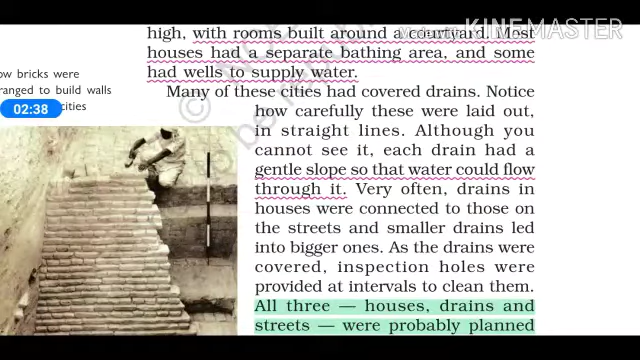 KINEMASTER
high, with rooms built around a courtyard. Most
houses had a separate bathing area, and some
had wells to supply water.
ow bricks were
ranged to build walls
cities
02:38
Many of these cities had covered drains. Notice
how carefully these were laid out,
in straight lines. Although you
cannot see it, each drain had a
gentle slope so that water could flow
through it. Very often, drains in
houses were connected to those on
the streets and smaller drains led
into bigger ones. As the drains were
covered, inspection holes were
provided at intervals to clean them.
All three — houses, drains and
streets — were probably planned